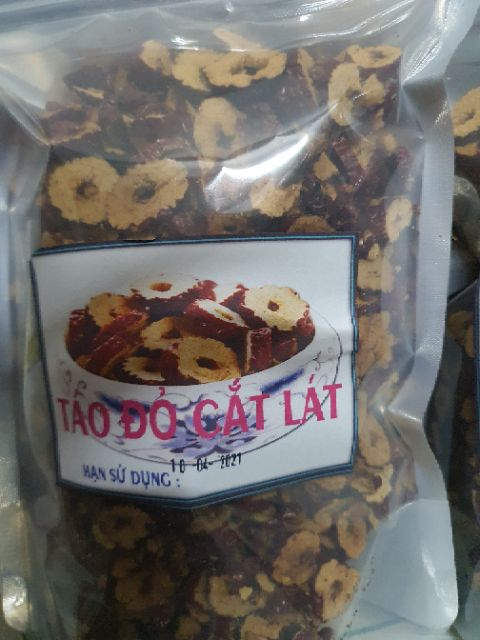 TÁO ĐỎ CẮT LÁT
10 04 2021
HẠN SỬ DỤNG :